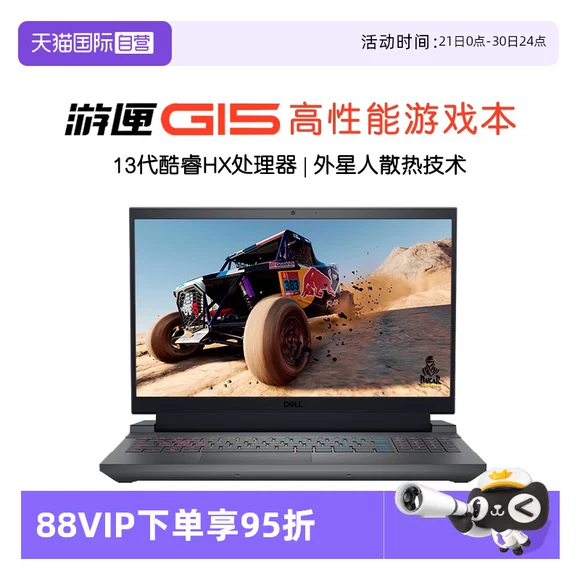 天猫国际自营
活动时间:21日0点-30日24点
游匣G15高性能游戏本
13代酷睿HX处理器 | 外星人散热技术
Red Bull
DAKAR
DELL
88VIP下单享95折